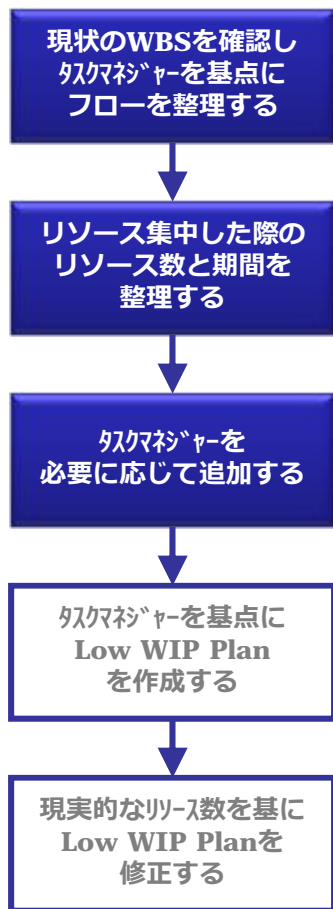 現状のWBSを確認し
ﾀｽｸﾏﾈｼﾞｬｰを基点に
フローを整理する
リソース集中した際の
リソース数と期間を
整理する
ﾀｽｸﾏﾈｼﾞｬｰを
必要に応じて追加する
ﾀｽｸﾏﾈｼﾞｬｰを基点に
Low WIP Plan
を作成する
現実的なﾘｿｰｽ数を基に
Low WIP Planを
修正する